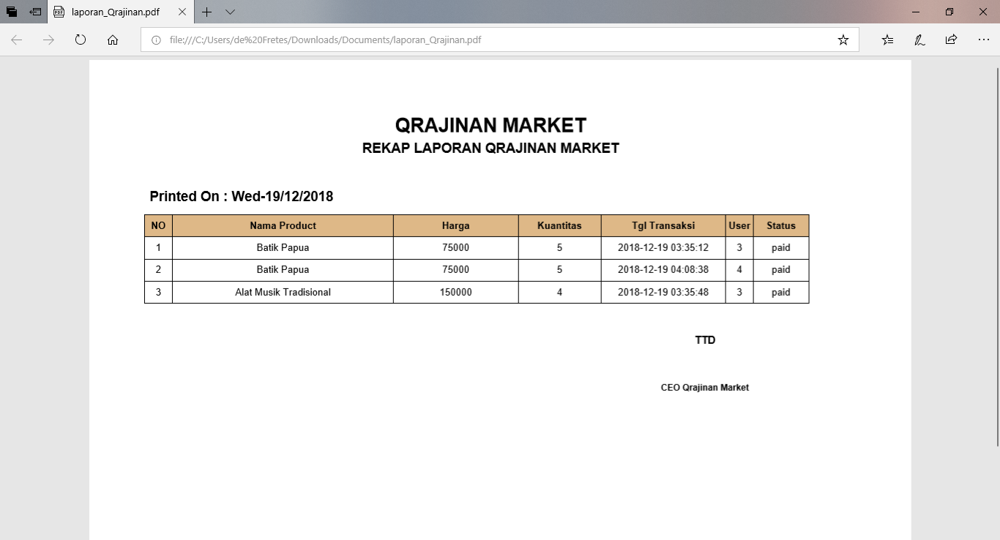 laporan_Qrajinan.pdf
file:///C:/Users/de%20Fretes/Downloads/Documents/laporan_Qrajinan.pdf
QRAJINAN MARKET
REKAP LAPORAN QRAJINAN MARKET
Printed On : Wed-19/12/2018
NO Nama Product Harga Kuantitas Tgl Transaksi User Status
1 Batik Papua 75000 5 2018-12-19 03:35:12 3 paid
2 Batik Papua 75000 5 2018-12-19 04:08:38 4 paid
3 Alat Musik Tradisional 150000 4 2018-12-19 03:35:48 3 paid
TTD
CEO Qrajinan Market